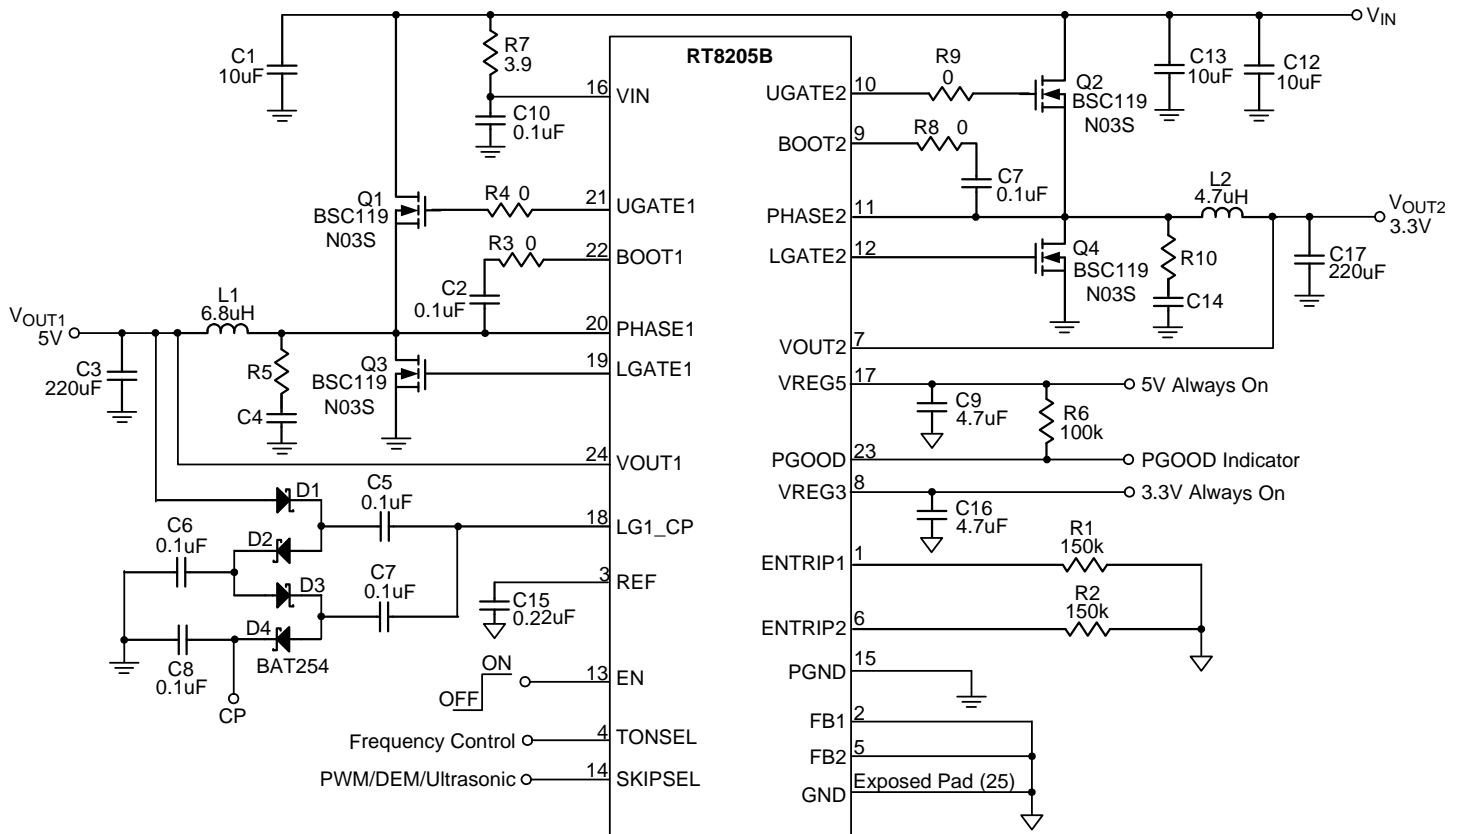 VIN
C1
10uF
R7
3.9
RT8205B
16 VIN
C10
0.1uF
UGATE2 10
R9
0
Q2
BSC119
N03S
C13
10uF
C12
10uF
BOOT2 9
R8 0
C7
0.1uF
Q1
BSC119
N03S
R4 0
21 UGATE1
PHASE2 11
L2
4.7uH
VOUT2
3.3V
R3 0
22 BOOT1
LGATE2 12
Q4
BSC119
N03S
R10
C14
C17
220uF
C2
0.1uF
VOUT1
5V
L1
6.8uH
20 PHASE1
VOUT2 7
C3
220uF
R5
C4
Q3
BSC119
N03S
19 LGATE1
VREG5 17
5V Always On
C9
4.7uF
R6
100k
24 VOUT1
PGOOD 23
PGOOD Indicator
VREG3 8
3.3V Always On
C16
4.7uF
D1
C5
0.1uF
18 LG1_CP
C6
0.1uF
D2
D3
C7
0.1uF
3 REF
C15
0.22uF
ENTRIP1 1
R1
150k
ENTRIP2 6
R2
150k
D4
BAT254
C8
0.1uF
CP
ON
OFF
13 EN
PGND 15
FB1 2
Frequency Control
4 TONSEL
FB2 5
PWM/DEM/Ultrasonic
14 SKIPSEL
GND
Exposed Pad (25)